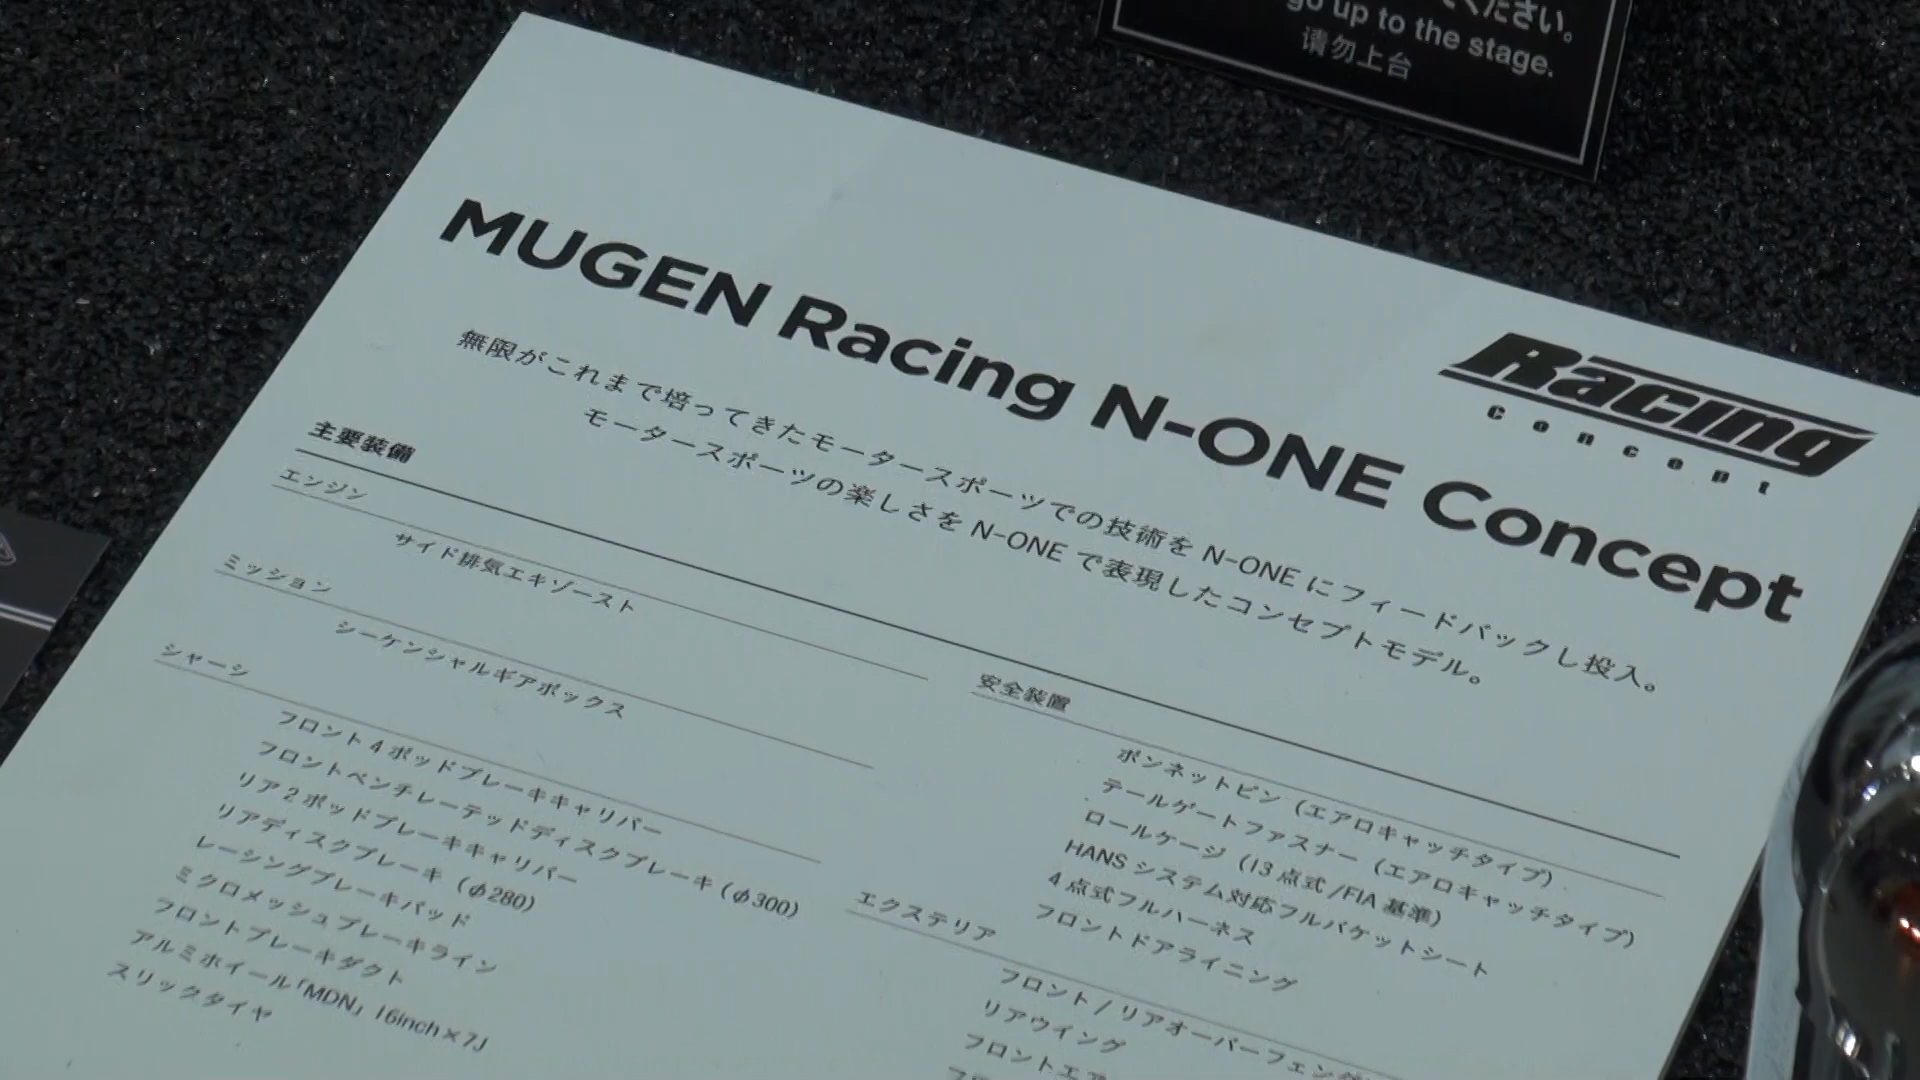 ください。
go up to the stage.
请勿上台
MUGEN Racing N-ONE Concept
Racing
concept
無限がこれまで培ってきたモータースポーツでの技術を N-ONE にフィードバックし投入。
モータースポーツの楽しさを N-ONE で表現したコンセプトモデル。
主要装備
エンジン
サイド排気エキゾースト
ミッション
シーケンシャルギアボックス
シャーシ
フロント 4 ポッドブレーキキャリパー
フロントベンチレーテッドディスクブレーキ (φ300)
リア 2 ポッドブレーキキャリパー
リアディスクブレーキ (φ280)
レーシングブレーキパッド
ミクロメッシュブレーキライン
フロントブレーキダクト
アルミホイール「MDN」16inch×7J
スリックタイヤ
安全装置
ボンネットピン（エアロキャッチタイプ）
テールゲートファスナー（エアロキャッチタイプ）
ロールケージ（13 点式 /FIA 基準）
HANS システム対応フルバケットシート
4 点式フルハーネス
フロントドアライニング
エクステリア
フロント / リアオーバーフェン
リアウイング
フロントエア